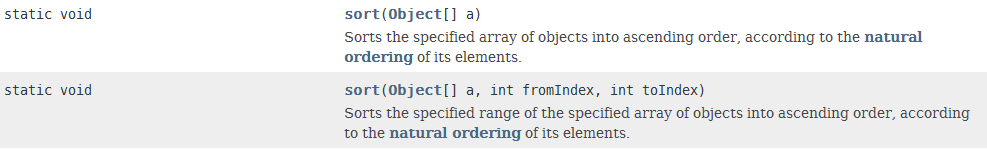 static void sort(Object[] a)
Sorts the specified array of objects into ascending order, according to the natural
ordering of its elements.
static void sort(Object[] a, int fromIndex, int toIndex)
Sorts the specified range of the specified array of objects into ascending order, according
to the natural ordering of its elements.